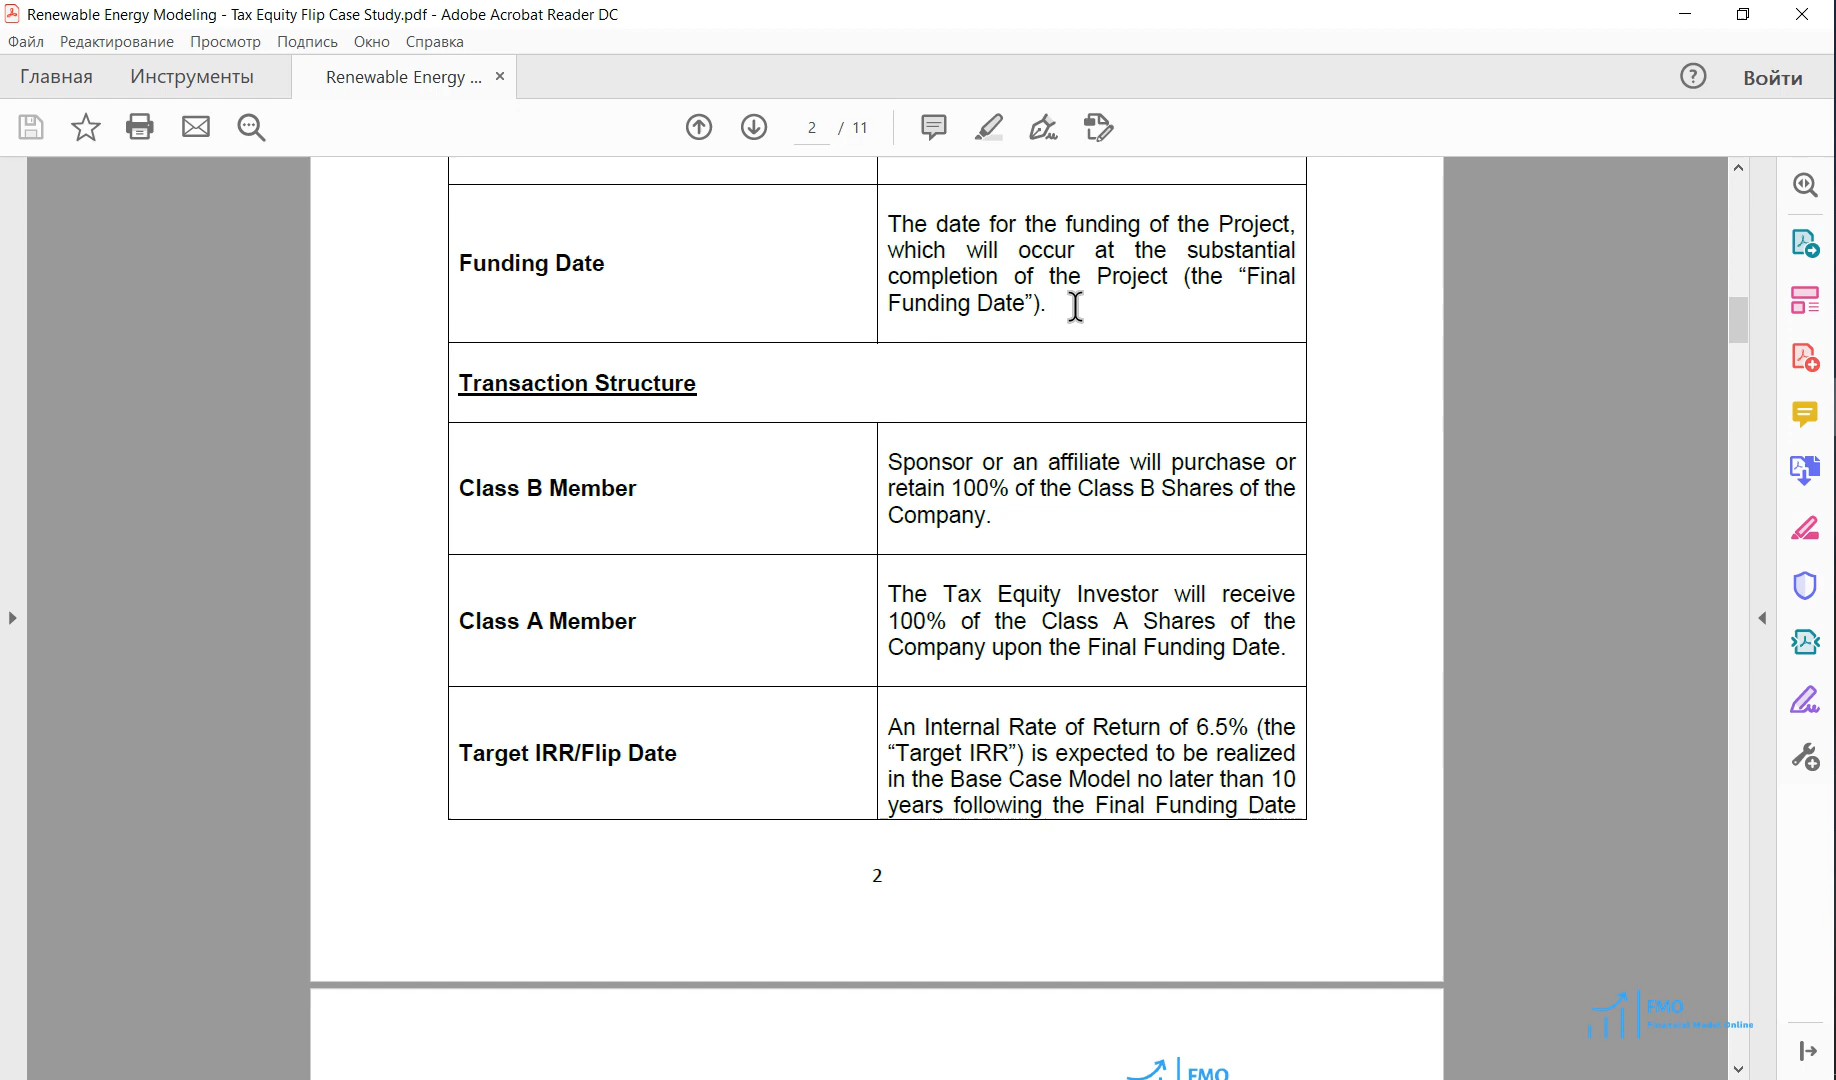 Renewable Energy Modeling - Tax Equity Flip Case Study.pdf - Adobe Acrobat Reader DC
Файл Редактирование Просмотр Подпись Окно Справка
Главная Инструменты Renewable Energy ... Войти
2 / 11
Funding Date
The date for the funding of the Project,
which will occur at the substantial
completion of the Project (the “Final
Funding Date”).
Transaction Structure
Class B Member
Sponsor or an affiliate will purchase or
retain 100% of the Class B Shares of the
Company.
Class A Member
The Tax Equity Investor will receive
100% of the Class A Shares of the
Company upon the Final Funding Date.
Target IRR/Flip Date
An Internal Rate of Return of 6.5% (the
“Target IRR”) is expected to be realized
in the Base Case Model no later than 10
years following the Final Funding Date
2
FMO
Financial Model Online
FMO